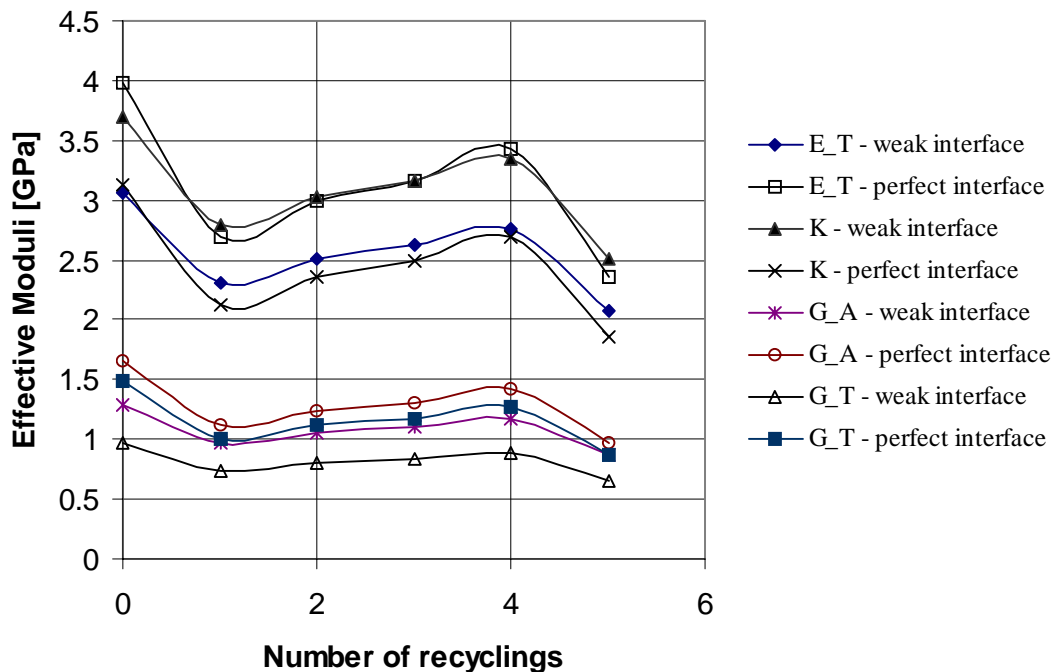 4.5
4
3.5
3
2.5
2
1.5
1
0.5
0
Effective Moduli [GPa]
0 2 4 6
Number of recyclings
E_T - weak interface
E_T - perfect interface
K - weak interface
K - perfect interface
G_A - weak interface
G_A - perfect interface
G_T - weak interface
G_T - perfect interface